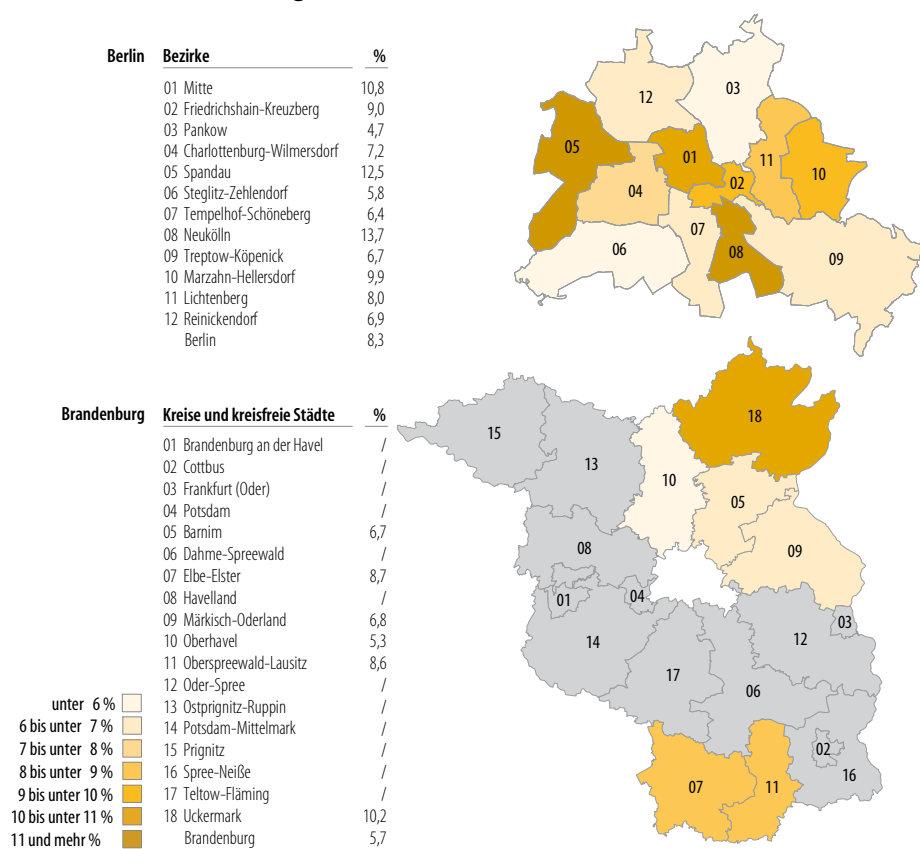 Berlin Bezirke %
01 Mitte 10,8
02 Friedrichshain-Kreuzberg 9,0
03 Pankow 4,7
04 Charlottenburg-Wilmersdorf 7,2
05 Spandau 12,5
06 Steglitz-Zehlendorf 5,8
07 Tempelhof-Schöneberg 6,4
08 Neukölln 13,7
09 Treptow-Köpenick 6,7
10 Marzahn-Hellersdorf 9,9
11 Lichtenberg 8,0
12 Reinickendorf 6,9
Berlin 8,3
03
12
05
01
11
10
02
04
07
06
08
09
Brandenburg Kreise und kreisfreie Städte %
01 Brandenburg an der Havel /
02 Cottbus /
03 Frankfurt (Oder) /
04 Potsdam /
05 Barnim 6,7
06 Dahme-Spreewald /
07 Elbe-Elster 8,7
08 Havelland /
09 Märkisch-Oderland 6,8
10 Oberhavel 5,3
11 Oberspreewald-Lausitz 8,6
12 Oder-Spree /
13 Ostprignitz-Ruppin /
14 Potsdam-Mittelmark /
15 Prignitz /
16 Spree-Neiße /
17 Teltow-Fläming /
18 Uckermark 10,2
Brandenburg 5,7
unter 6 %
6 bis unter 7 %
7 bis unter 8 %
8 bis unter 9 %
9 bis unter 10 %
10 bis unter 11 %
11 und mehr %
18
15
13
10
05
08
09
01
04
03
14
12
17
06
02
16
07
11